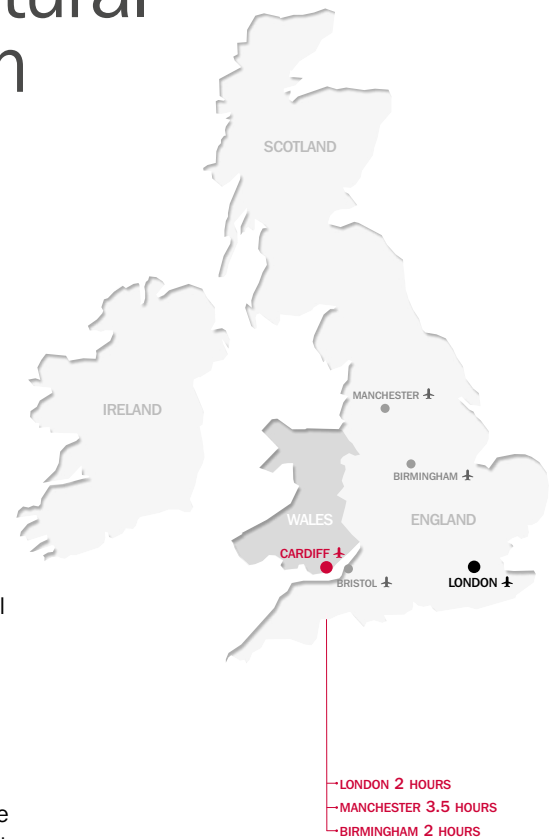 SCOTLAND
MANCHESTER
IRELAND
BIRMINGHAM
WALES
ENGLAND
CARDIFF
BRISTOL
LONDON
LONDON 2 HOURS
MANCHESTER 3.5 HOURS
BIRMINGHAM 2 HOURS